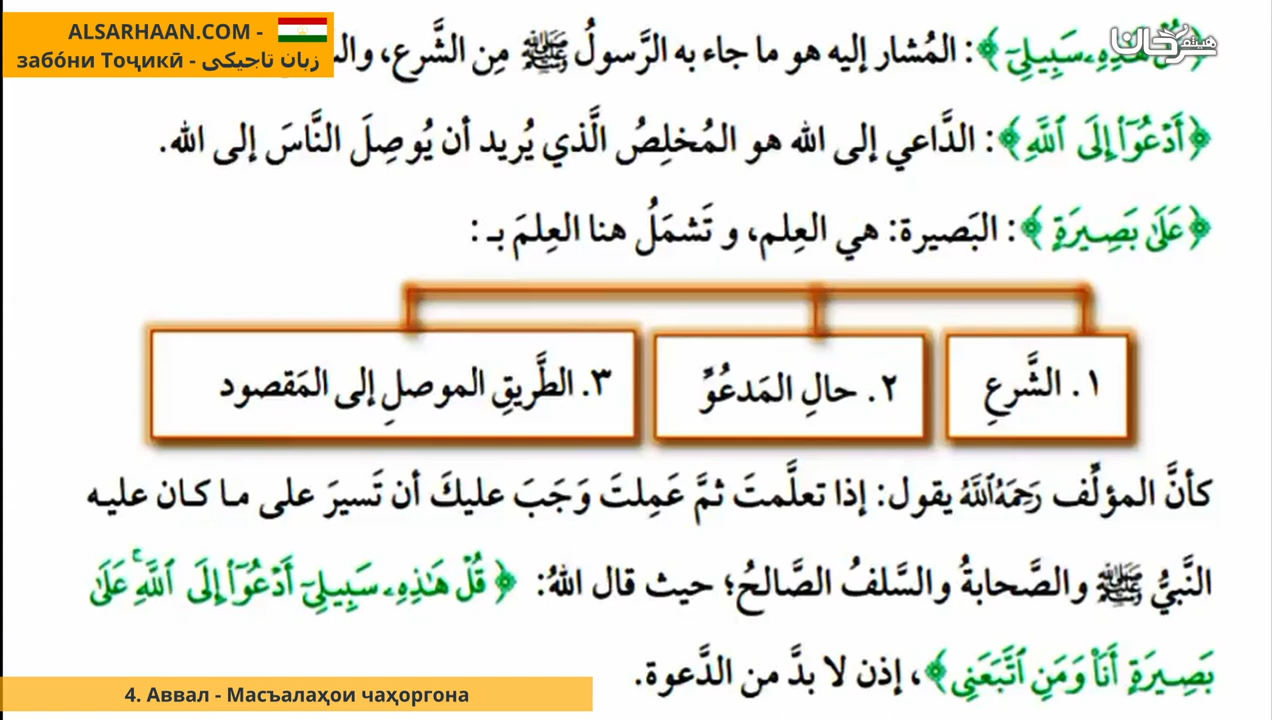 ALSARHAAN.COM -
забо́ни Тоҷикӣ - زبان تاجیکی
هيثم سرحان
﴿قُلْ هَٰذِهِۦ سَبِيلِىٓ﴾: المُشار إليه هو ما جاء به الرَّسولُ ﷺ مِن الشَّرع، والد
﴿أَدْعُوٓا۟ إِلَى ٱللَّهِ﴾: الدَّاعي إلى الله هو المُخلِصُ الَّذي يُريد أن يُوصِلَ النَّاسَ إلى الله.
﴿عَلَىٰ بَصِيرَةٍ﴾: البَصيرة: هي العِلم، و تَشمَلُ هنا العِلمَ بـ :
١. الشَّرعِ
٢. حالِ المَدعُوِّ
٣. الطَّريقِ الموصلِ إلى المَقصود
كأنَّ المؤلِّف رَحِمَهُ ٱللَّهُ يقول: إذا تعلَّمتَ ثمَّ عَمِلتَ وَجَبَ عليكَ أن تَسيرَ على ما كان عليه
النَّبيُّ ﷺ والصَّحابةُ والسَّلفُ الصَّالحُ؛ حيث قال اللهُ: ﴿قُلْ هَٰذِهِۦ سَبِيلِىٓ أَدْعُوٓا۟ إِلَى ٱللَّهِ ۚ عَلَىٰ
بَصِيرَةٍ أَنَا۠ وَمَنِ ٱتَّبَعَنِى﴾، إذن لا بدَّ من الدَّعوة.
4. Аввал - Масъалаҳои чаҳоргона